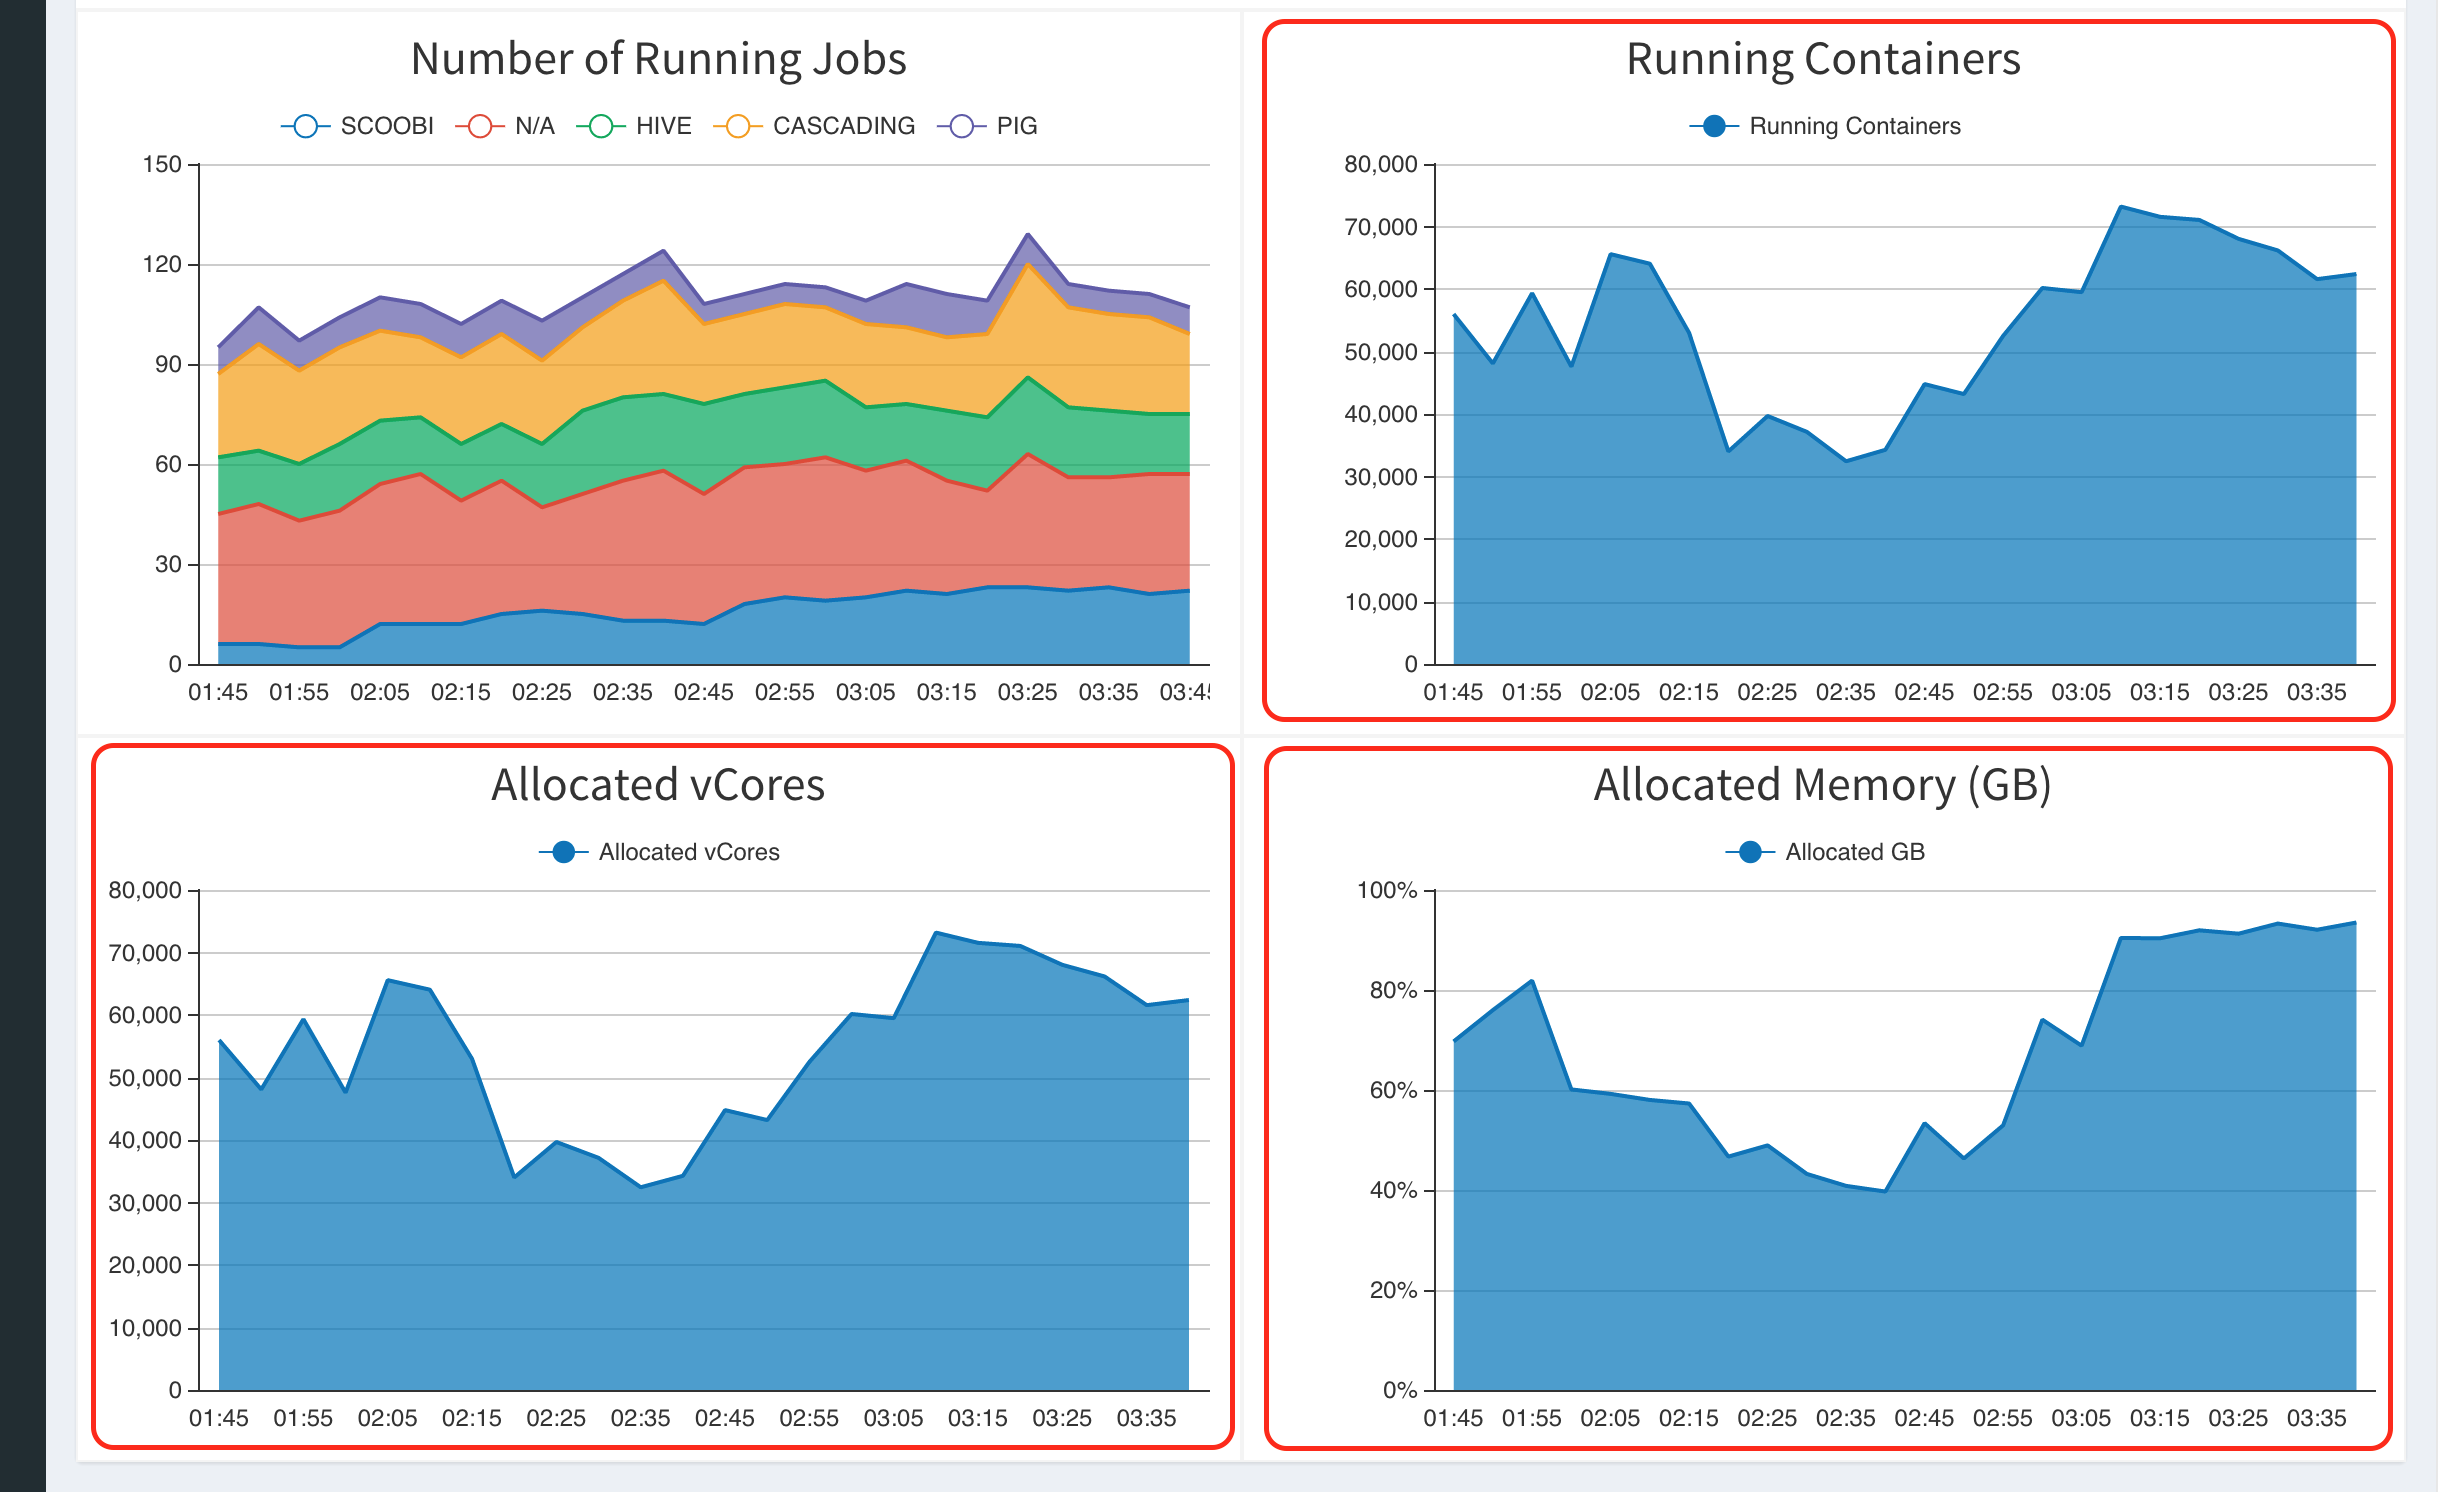 Number of Running Jobs
SCOOBI N/A HIVE CASCADING PIG
150
120
90
60
30
0
01:45 01:55 02:05 02:15 02:25 02:35 02:45 02:55 03:05 03:15 03:25 03:35 03:45
Running Containers
Running Containers
80,000
70,000
60,000
50,000
40,000
30,000
20,000
10,000
0
01:45 01:55 02:05 02:15 02:25 02:35 02:45 02:55 03:05 03:15 03:25 03:35
Allocated vCores
Allocated vCores
80,000
70,000
60,000
50,000
40,000
30,000
20,000
10,000
0
01:45 01:55 02:05 02:15 02:25 02:35 02:45 02:55 03:05 03:15 03:25 03:35
Allocated Memory (GB)
Allocated GB
100%
80%
60%
40%
20%
0%
01:45 01:55 02:05 02:15 02:25 02:35 02:45 02:55 03:05 03:15 03:25 03:35